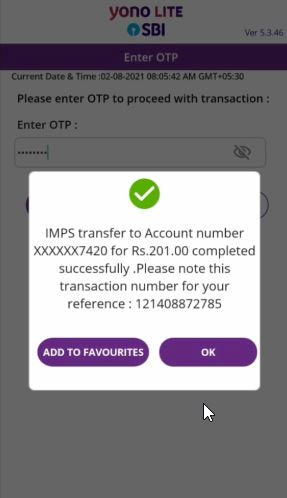 yono LITE
SBI
Ver 5.3.46
Enter OTP
Current Date & Time :02-08-2021 08:05:42 AM GMT+05:30
Please enter OTP to proceed with transaction :
Enter OTP :
IMPS transfer to Account number
XXXXXX7420 for Rs.201.00 completed
successfully .Please note this
transaction number for your
reference : 121408872785
ADD TO FAVOURITES
OK